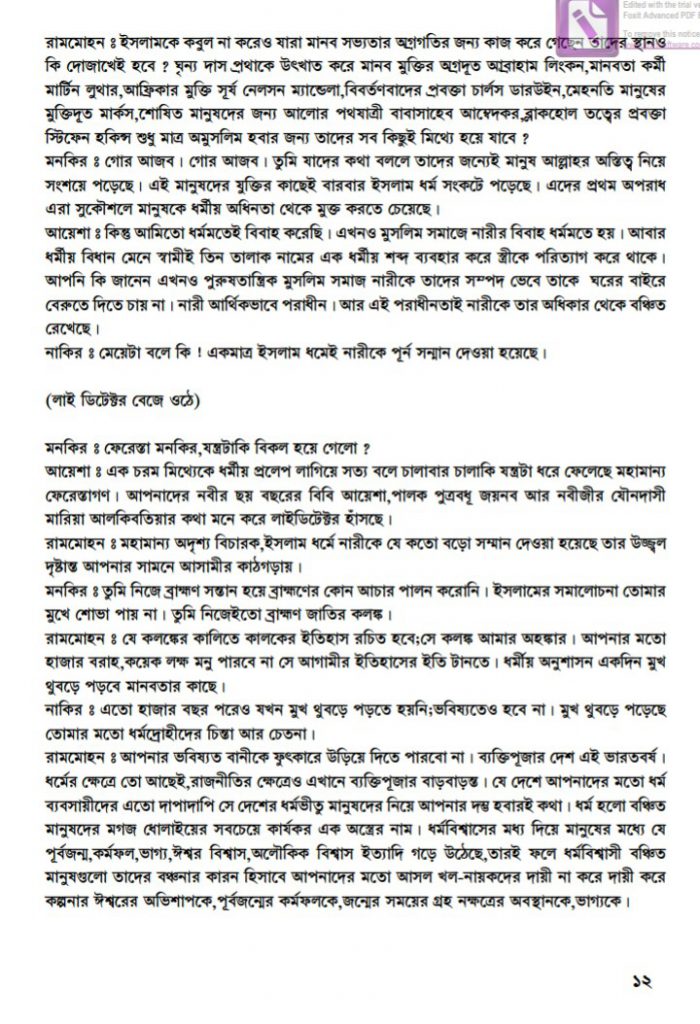 Edited with the trial ve
Foxit Advanced PDF E
To remove this notice
software.co
রামমোহন ঃ ইসলামকে কবুল না করেও যারা মানব সভ্যতার অগ্রগতির জন্য কাজ করে গেছেন তাদের স্থানও
কি দোজাখেই হবে ? ঘৃন্য দাস প্রথাকে উৎখাত করে মানব মুক্তির অগ্রদূত আব্রাহাম লিংকন,মানবতা কর্মী
মার্টিন লুথার,আফ্রিকার মুক্তি সূর্য নেলসন ম্যান্ডেলা,বিবর্তণবাদের প্রবক্তা চার্লস ডারউইন,মেহনতি মানুষের
মুক্তিদূত মার্কস,শোষিত মানুষদের জন্য আলোর পথযাত্রী বাবাসাহেব আম্বেদকর,ব্লাকহোল তত্বের প্রবক্তা
স্টিফেন হকিন্স শুধু মাত্র অমুসলিম হবার জন্য তাদের সব কিছুই মিথ্যে হয়ে যাবে ?
মনকির ঃ গোর আজব। গোর আজব। তুমি যাদের কথা বললে তাদের জন্যেই মানুষ আল্লাহর অস্তিত্ব নিয়ে
সংশয়ে পড়েছে। এই মানুষদের যুক্তির কাছেই বারবার ইসলাম ধর্ম সংকটে পড়েছে। এদের প্রথম অপরাধ
এরা সুকৌশলে মানুষকে ধর্মীয় অধিনতা থেকে মুক্ত করতে চেয়েছে।
আয়েশা ঃ কিন্তু আমিতো ধর্মমতেই বিবাহ করেছি। এখনও মুসলিম সমাজে নারীর বিবাহ ধর্মমতে হয়। আবার
ধর্মীয় বিধান মেনে স্বামীই তিন তালাক নামের এক ধর্মীয় শব্দ ব্যবহার করে স্ত্রীকে পরিত্যাগ করে থাকে।
আপনি কি জানেন এখনও পুরুষতান্ত্রিক মুসলিম সমাজ নারীকে তাদের সম্পদ ভেবে তাকে ঘরের বাইরে
বেরুতে দিতে চায় না। নারী আর্থিকভাবে পরাধীন। আর এই পরাধীনতাই নারীকে তার অধিকার থেকে বঞ্চিত
রেখেছে।
নাকির ঃ মেয়েটা বলে কি ! একমাত্র ইসলাম ধমেই নারীকে পূর্ন সন্মান দেওয়া হয়েছে।
(লাই ডিটেক্টর বেজে ওঠে)
মনকির ঃ ফেরেস্তা মনকির,যন্ত্রটাকি বিকল হয়ে গেলো ?
আয়েশা ঃ এক চরম মিথ্যেকে ধর্মীয় প্রলেপ লাগিয়ে সত্য বলে চালাবার চালাকি যন্ত্রটা ধরে ফেলেছে মহামান্য
ফেরেস্তাগণ। আপনাদের নবীর ছয় বছরের বিবি আয়েশা,পালক পুত্রবধূ জয়নব আর নবীজীর যৌনদাসী
মারিয়া আলকিবতিয়ার কথা মনে করে লাইডিটেক্টর হাঁসছে।
রামমোহন ঃ মহামান্য অদৃশ্য বিচারক,ইসলাম ধর্মে নারীকে যে কতো বড়ো সম্মান দেওয়া হয়েছে তার উজ্জ্বল
দৃষ্টান্ত আপনার সামনে আসামীর কাঠগড়ায়।
মনকির ঃ তুমি নিজে ব্রাহ্মণ সন্তান হয়ে ব্রাহ্মণের কোন আচার পালন করোনি। ইসলামের সমালোচনা তোমার
মুখে শোভা পায় না। তুমি নিজেইতো ব্রাহ্মণ জাতির কলঙ্ক।
রামমোহন ঃ যে কলঙ্কের কালিতে কালকের ইতিহাস রচিত হবে;সে কলঙ্ক আমার অহঙ্কার। আপনার মতো
হাজার বরাহ,কয়েক লক্ষ মনু পারবে না সে আগামীর ইতিহাসের ইতি টানতে। ধর্মীয় অনুশাসন একদিন মুখ
থুবড়ে পড়বে মানবতার কাছে।
নাকির ঃ এতো হাজার বছর পরেও যখন মুখ থুবড়ে পড়তে হয়নি;ভবিষ্যতেও হবে না। মুখ থুবড়ে পড়েছে
তোমার মতো ধর্মদ্রোহীদের চিন্তা আর চেতনা।
রামমোহন ঃ আপনার ভবিষ্যত বানীকে ফুৎকারে উড়িয়ে দিতে পারবো না। ব্যক্তিপূজার দেশ এই ভারতবর্ষ।
ধর্মের ক্ষেত্রে তো আছেই,রাজনীতির ক্ষেত্রেও এখানে ব্যক্তিপূজার বাড়বাড়ন্ত। যে দেশে আপনাদের মতো ধর্ম
ব্যবসায়ীদের এতো দাপাদাপি সে দেশের ধর্মভীতু মানুষদের নিয়ে আপনার দম্ভ হবারই কথা। ধর্ম হলো বঞ্চিত
মানুষদের মগজ ধোলাইয়ের সবচেয়ে কার্যকর এক অস্ত্রের নাম। ধর্মবিশ্বাসের মধ্য দিয়ে মানুষের মধ্যে যে
পূর্বজন্ম,কর্মফল,ভাগ্য,ঈশ্বর বিশ্বাস,অলৌকিক বিশ্বাস ইত্যাদি গড়ে উঠেছে,তারই ফলে ধর্মবিশ্বাসী বঞ্চিত
মানুষগুলো তাদের বঞ্চনার কারন হিসাবে আপনাদের মতো আসল খল-নায়কদের দায়ী না করে দায়ী করে
কল্পনার ঈশ্বরের অভিশাপকে,পূর্বজন্মের কর্মফলকে,জন্মের সময়ের গ্রহ নক্ষত্রের অবস্থানকে,ভাগ্যকে।
১২